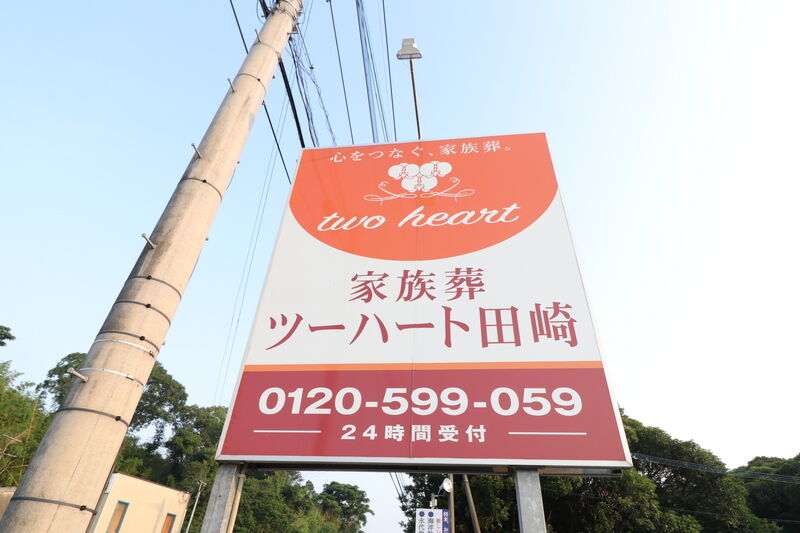 心をつなぐ、家族葬。
two heart
家族葬
ツーハート田崎
0120-599-059
24時間受付